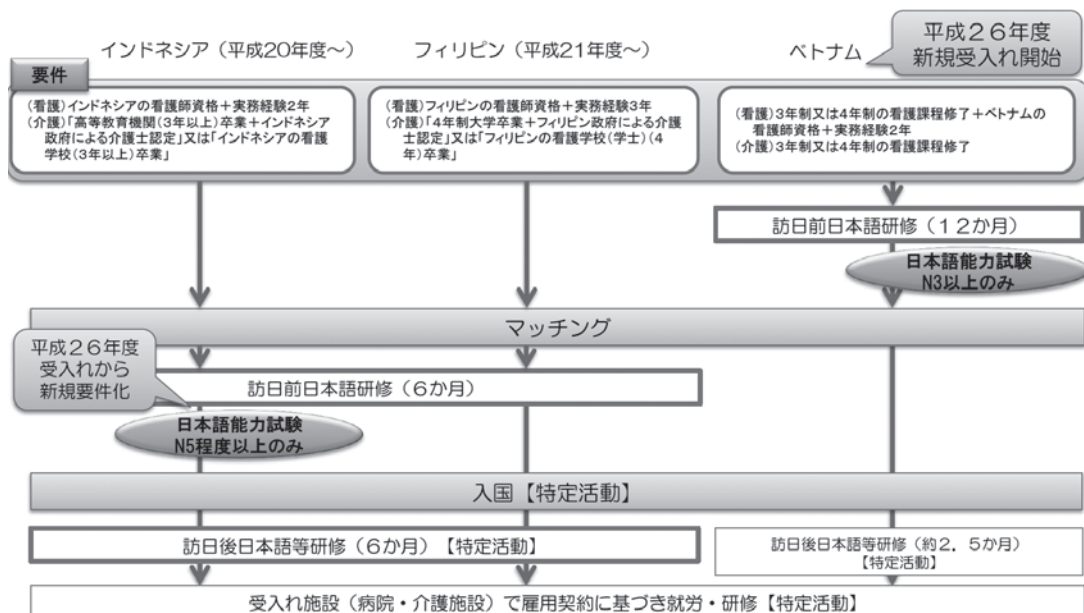 インドネシア（平成20年度～）
フィリピン（平成21年度～）
ベトナム
平成２６年度
新規受入れ開始
要件
(看護)インドネシアの看護師資格＋実務経験2年
(介護)「高等教育機関(3年以上)卒業＋インドネシア
政府による介護士認定」又は「インドネシアの看護
学校(3年以上)卒業」
(看護)フィリピンの看護師資格＋実務経験3年
(介護)「4年制大学卒業＋フィリピン政府による介護
士認定」又は「フィリピンの看護学校(学士)(4
年)卒業」
(看護)3年制又は4年制の看護課程修了＋ベトナムの
看護師資格＋実務経験2年
(介護)3年制又は4年制の看護課程修了
訪日前日本語研修（１２か月）
日本語能力試験
N3以上のみ
マッチング
平成２６年度
受入れから
新規要件化
訪日前日本語研修（６か月）
日本語能力試験
N5程度以上のみ
入国【特定活動】
訪日後日本語等研修（６か月）【特定活動】
訪日後日本語等研修（約２．５か月）
【特定活動】
受入れ施設（病院・介護施設）で雇用契約に基づき就労・研修【特定活動】